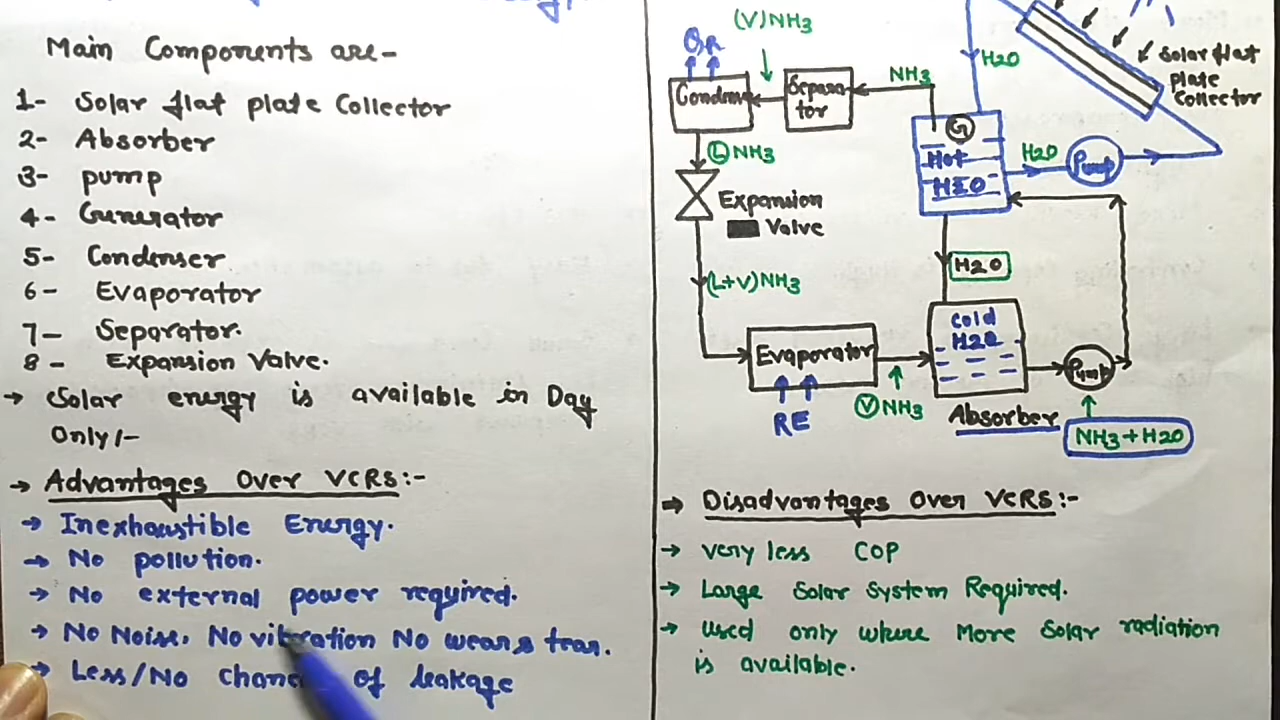 Main Components are-
1- Solar flat plate Collector
2- Absorber
3- pump
4- Generator
5- Condenser
6- Evaporator
7- Separator.
8- Expansion Valve.
→ Solar energy is available in Day
Only/-
→ Advantages Over VCRS:-
→ Inexhaustible Energy.
→ No pollution.
→ No external power required.
→ No Noise, No vibration No wear & tear.
→ Less/No of leakage
(V)NH3
QR
Condens
Separa
tor
NH3
H2O
Solar flat
plate
Collector
(L)NH3
G
Hot
H2O
H2O
Pump
Expansion
Valve
(L+V)NH3
H2O
Evaporator
RE
(V)NH3
Cold
H2O
Absorber
Pump
NH3+H2O
⇒ Disadvantages Over VCRS:-
→ very less COP
→ Large Solar System Required.
→ used only where More Solar radiation
is available.